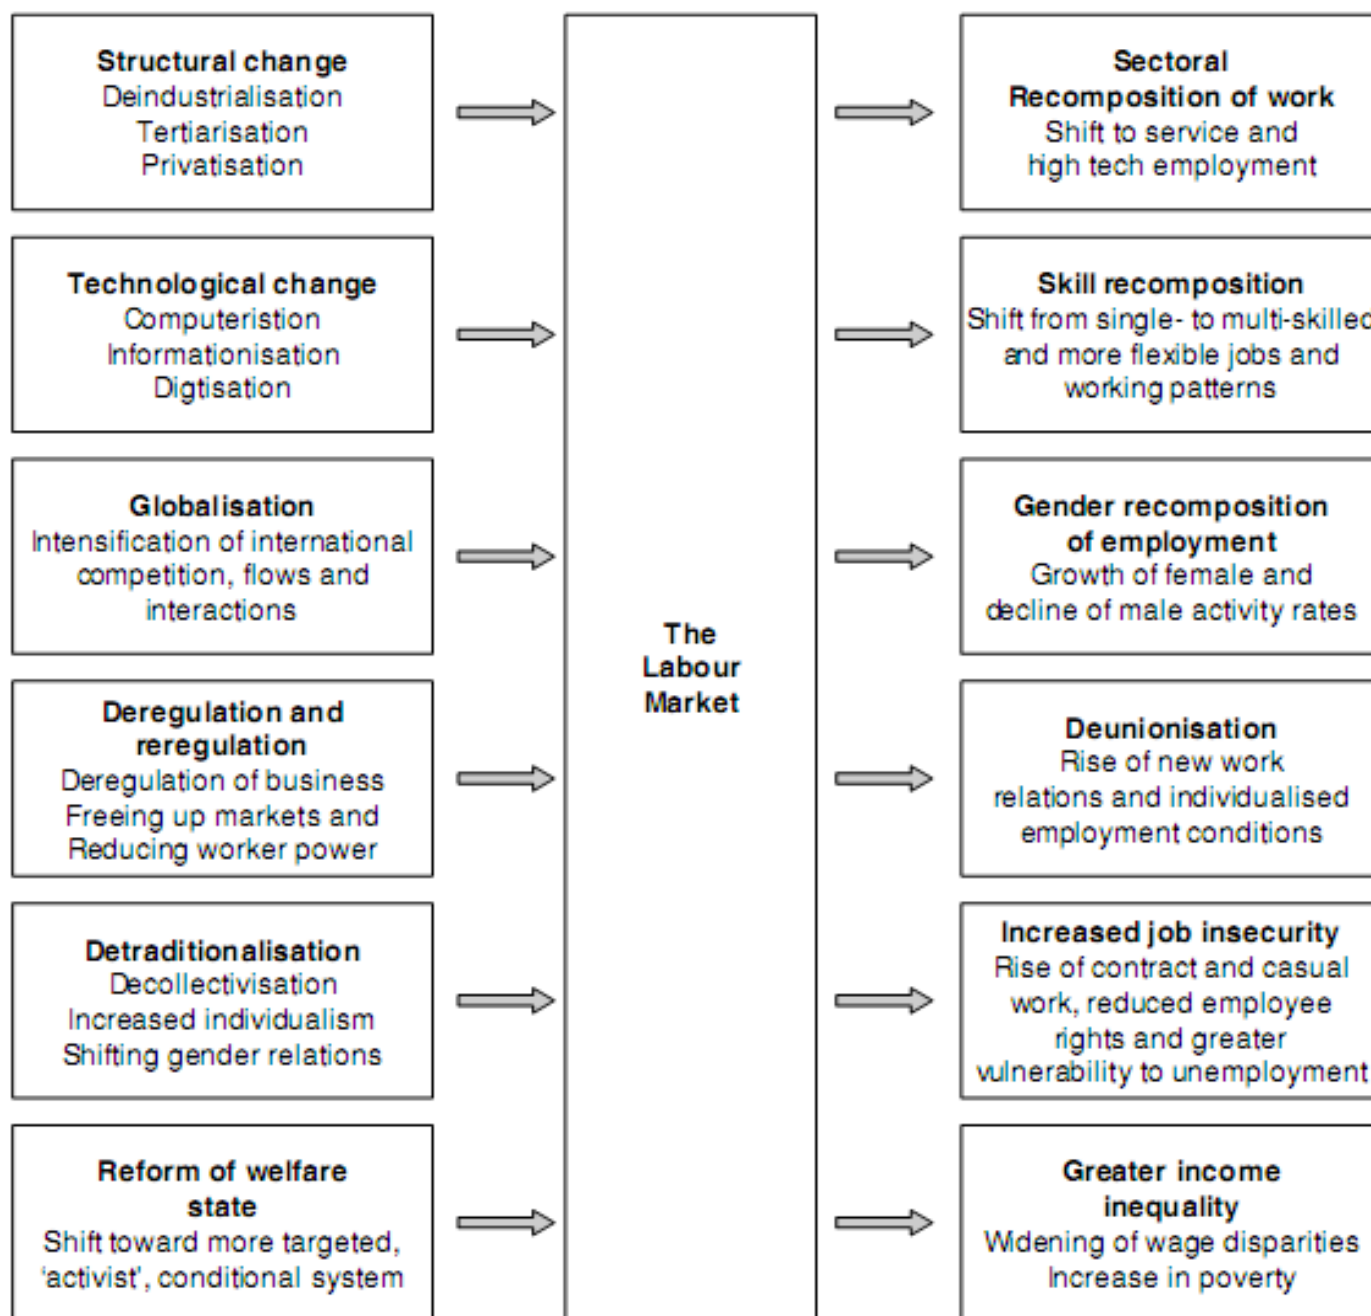 Structural change
Deindustrialisation
Tertiarisation
Privatisation
Technological change
Computeristion
Informationisation
Digtisation
Globalisation
Intensification of international
competition, flows and
interactions
Deregulation and
reregulation
Deregulation of business
Freeing up markets and
Reducing worker power
Detraditionalisation
Decollectivisation
Increased individualism
Shifting gender relations
Reform of welfare
state
Shift toward more targeted,
‘activist’, conditional system
The
Labour
Market
Sectoral
Recomposition of work
Shift to service and
high tech employment
Skill recomposition
Shift from single- to multi-skilled
and more flexible jobs and
working patterns
Gender recomposition
of employment
Growth of female and
decline of male activity rates
Deunionisation
Rise of new work
relations and individualised
employment conditions
Increased job insecurity
Rise of contract and casual
work, reduced employee
rights and greater
vulnerability to unemployment
Greater income
inequality
Widening of wage disparities
Increase in poverty